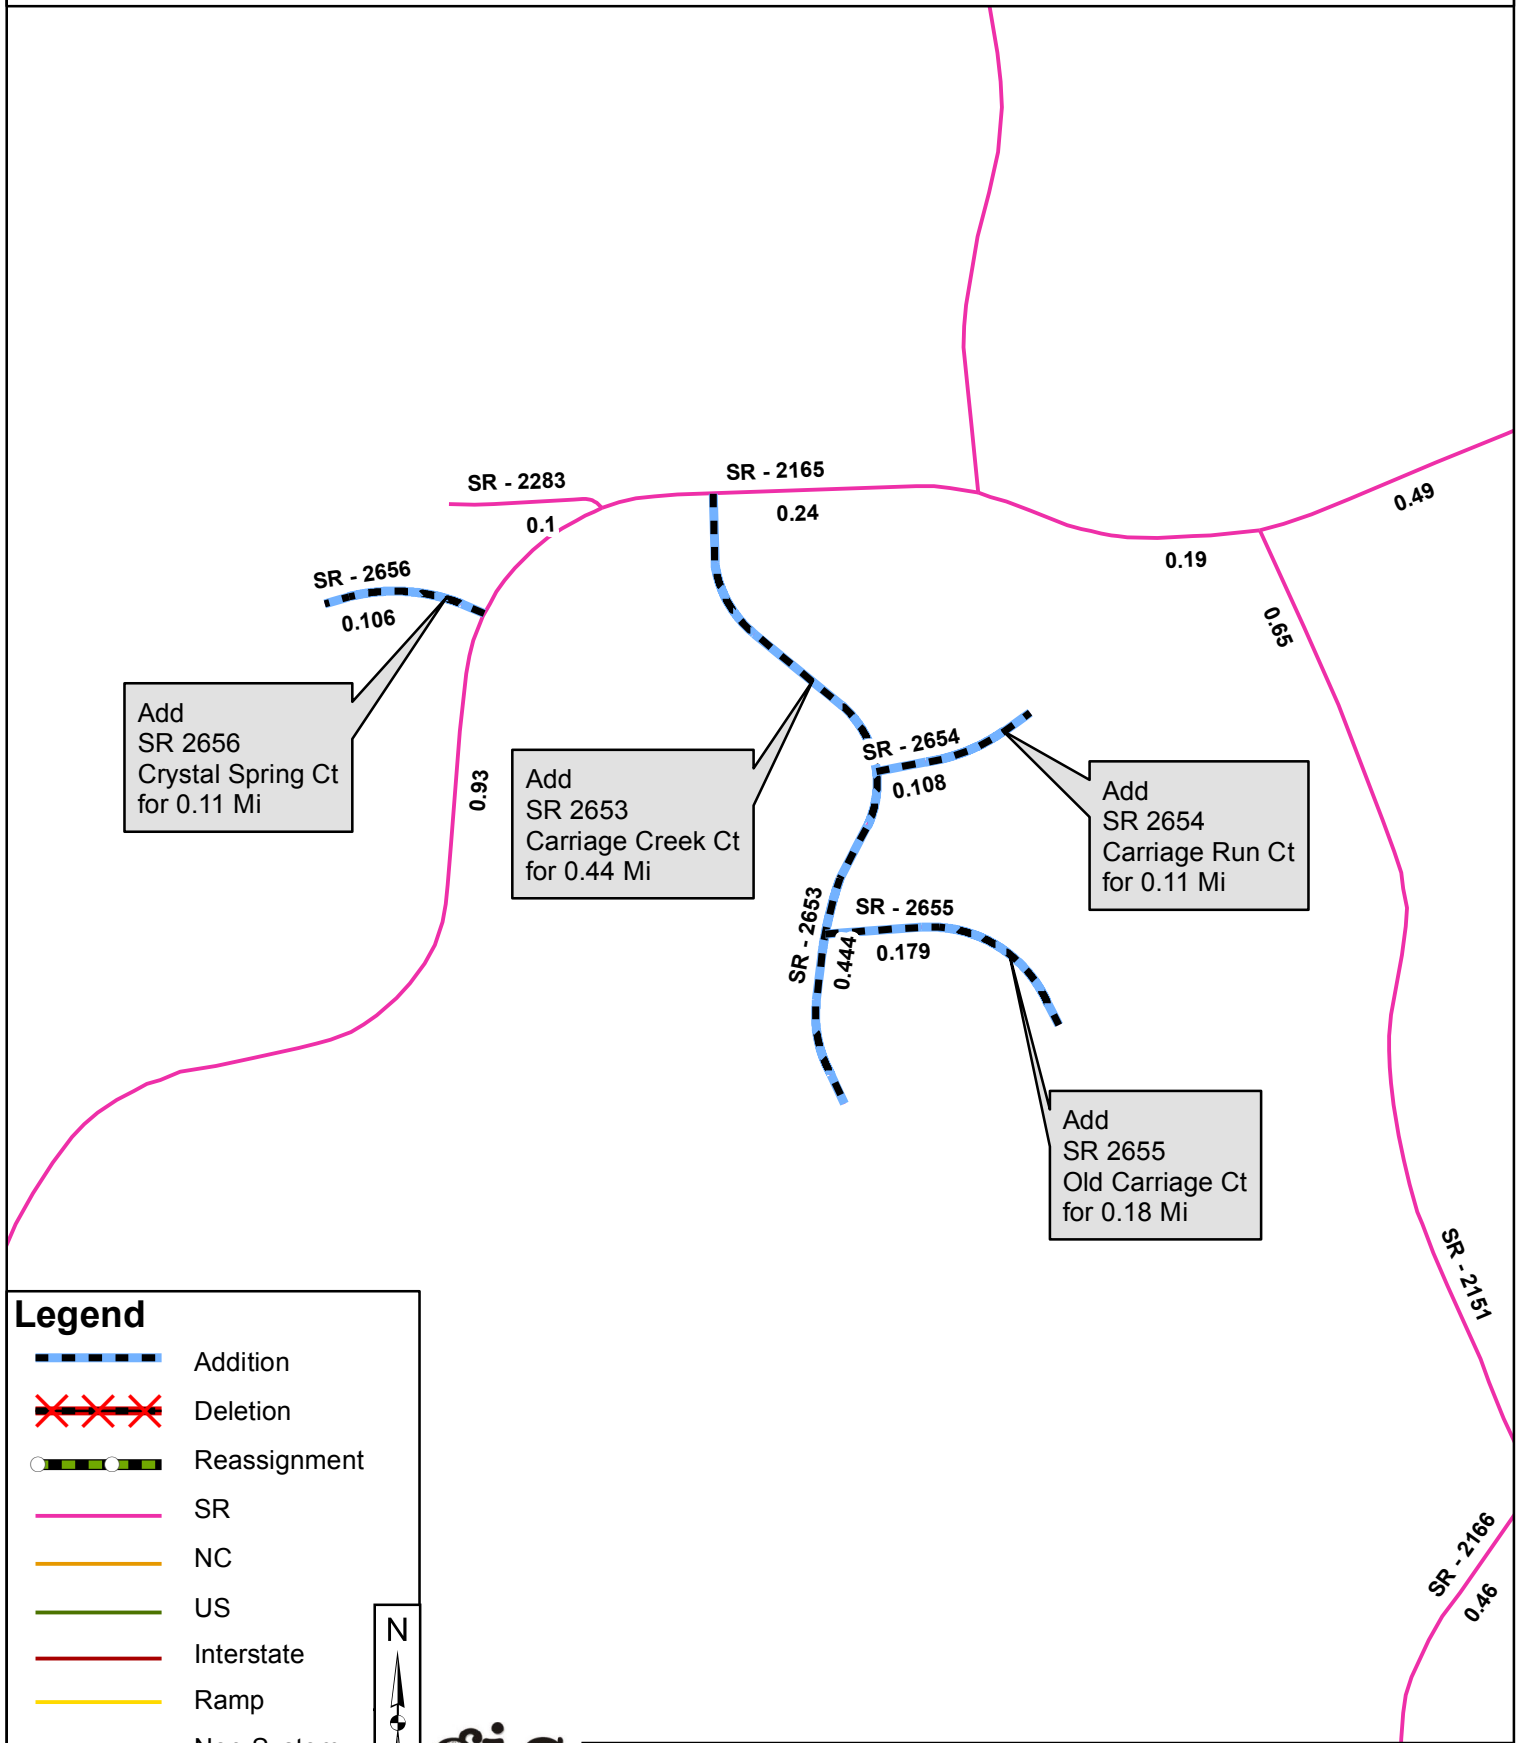 SR - 2283
SR - 2165
0.1
0.24
0.49
0.19
SR - 2656
0.106
0.65
Add
SR 2656
Crystal Spring Ct
for 0.11 Mi
0.93
Add
SR 2653
Carriage Creek Ct
for 0.44 Mi
SR - 2654
0.108
Add
SR 2654
Carriage Run Ct
for 0.11 Mi
SR - 2653
0.444
SR - 2655
0.179
Add
SR 2655
Old Carriage Ct
for 0.18 Mi
SR - 2151
SR - 2166
0.46
Legend
Addition
Deletion
Reassignment
SR
NC
US
Interstate
Ramp
N